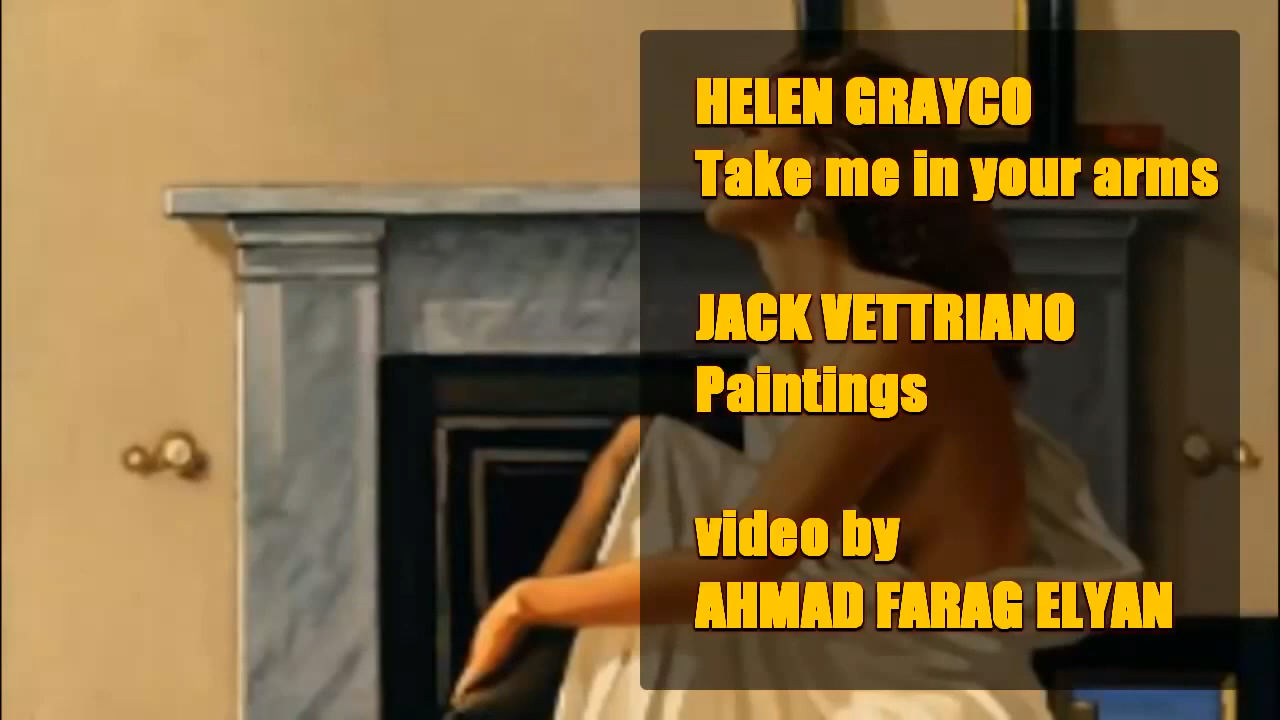 HELEN GRAYCO
Take me in your arms
JACK VETTRIANO
Paintings
video by
AHMAD FARAG ELYAN